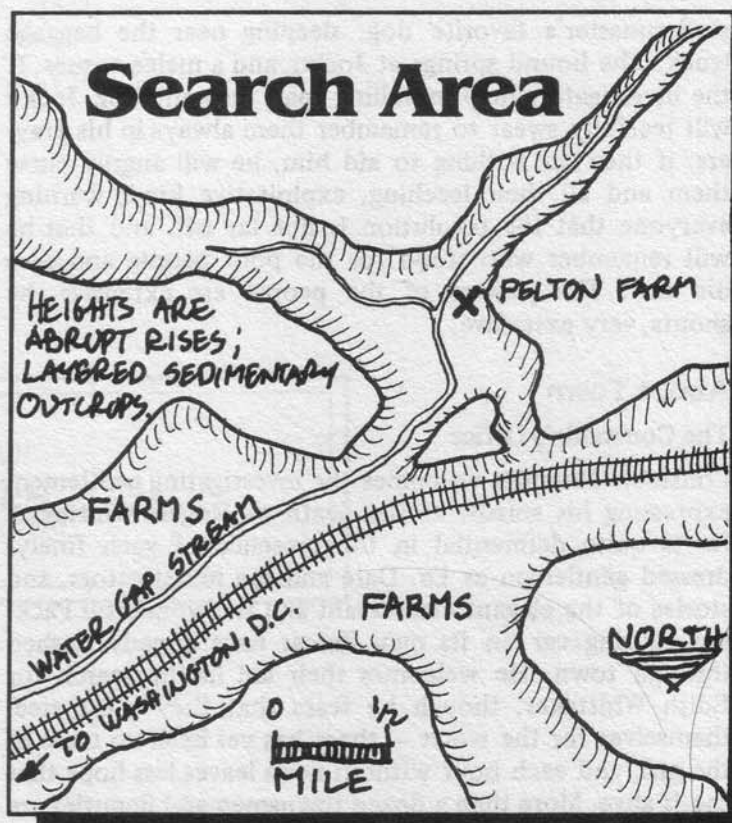 Search Area
PELTON FARM
HEIGHTS ARE
ABRUPT RISES;
LAYERED SEDIMENTARY
OUTCROPS.
FARMS
WATER GAP STREAM
FARMS
NORTH
TO WASHINGTON D.C.
0 1/2
MILE